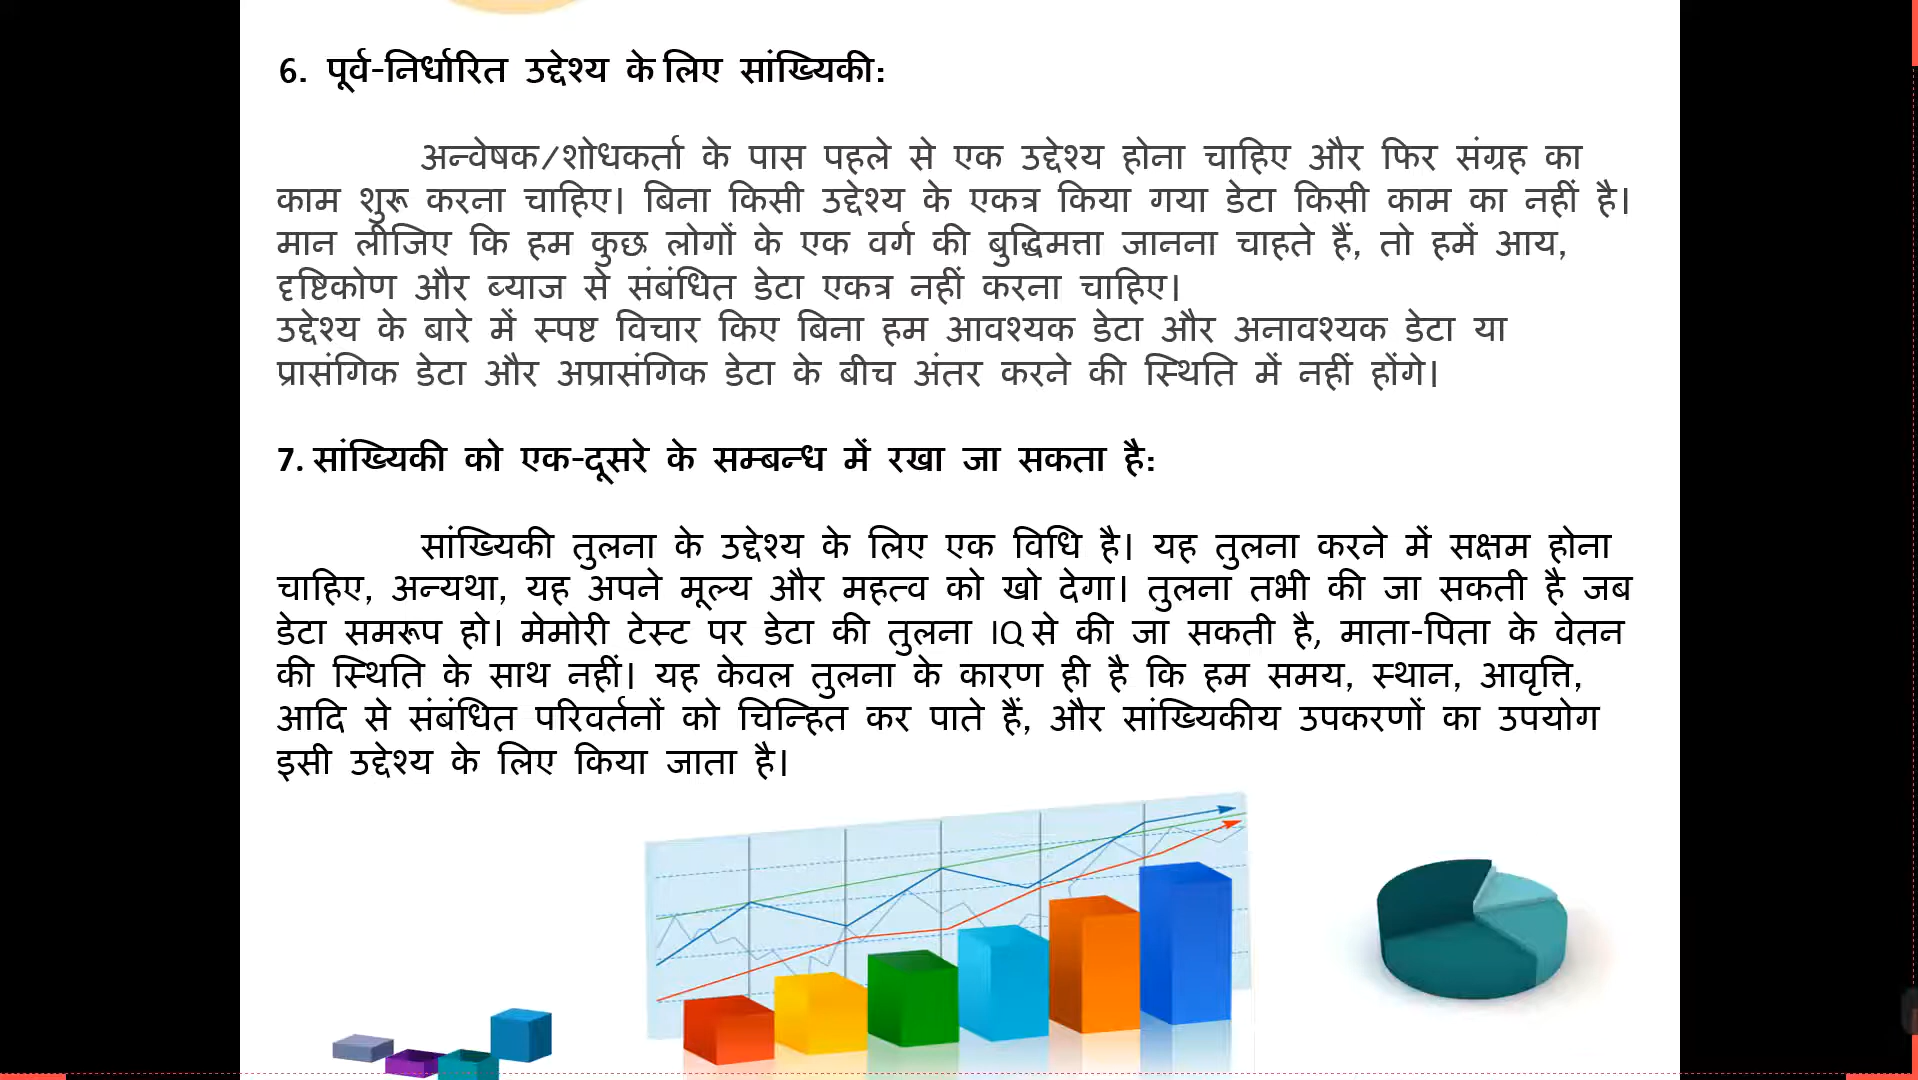 6. पूर्व-निर्धारित उद्देश्य के लिए सांख्यिकी:
अन्वेषक/शोधकर्ता के पास पहले से एक उद्देश्य होना चाहिए और फिर संग्रह का
काम शुरू करना चाहिए। बिना किसी उद्देश्य के एकत्र किया गया डेटा किसी काम का नहीं है।
मान लीजिए कि हम कुछ लोगों के एक वर्ग की बुद्धिमत्ता जानना चाहते हैं, तो हमें आय,
दृष्टिकोण और ब्याज से संबंधित डेटा एकत्र नहीं करना चाहिए।
उद्देश्य के बारे में स्पष्ट विचार किए बिना हम आवश्यक डेटा और अनावश्यक डेटा या
प्रासंगिक डेटा और अप्रासंगिक डेटा के बीच अंतर करने की स्थिति में नहीं होंगे।
7. सांख्यिकी को एक-दूसरे के सम्बन्ध में रखा जा सकता है:
सांख्यिकी तुलना के उद्देश्य के लिए एक विधि है। यह तुलना करने में सक्षम होना
चाहिए, अन्यथा, यह अपने मूल्य और महत्व को खो देगा। तुलना तभी की जा सकती है जब
डेटा समरूप हो। मेमोरी टेस्ट पर डेटा की तुलना IQ से की जा सकती है, माता-पिता के वेतन
की स्थिति के साथ नहीं। यह केवल तुलना के कारण ही है कि हम समय, स्थान, आवृत्ति,
आदि से संबंधित परिवर्तनों को चिन्हित कर पाते हैं, और सांख्यिकीय उपकरणों का उपयोग
इसी उद्देश्य के लिए किया जाता है।